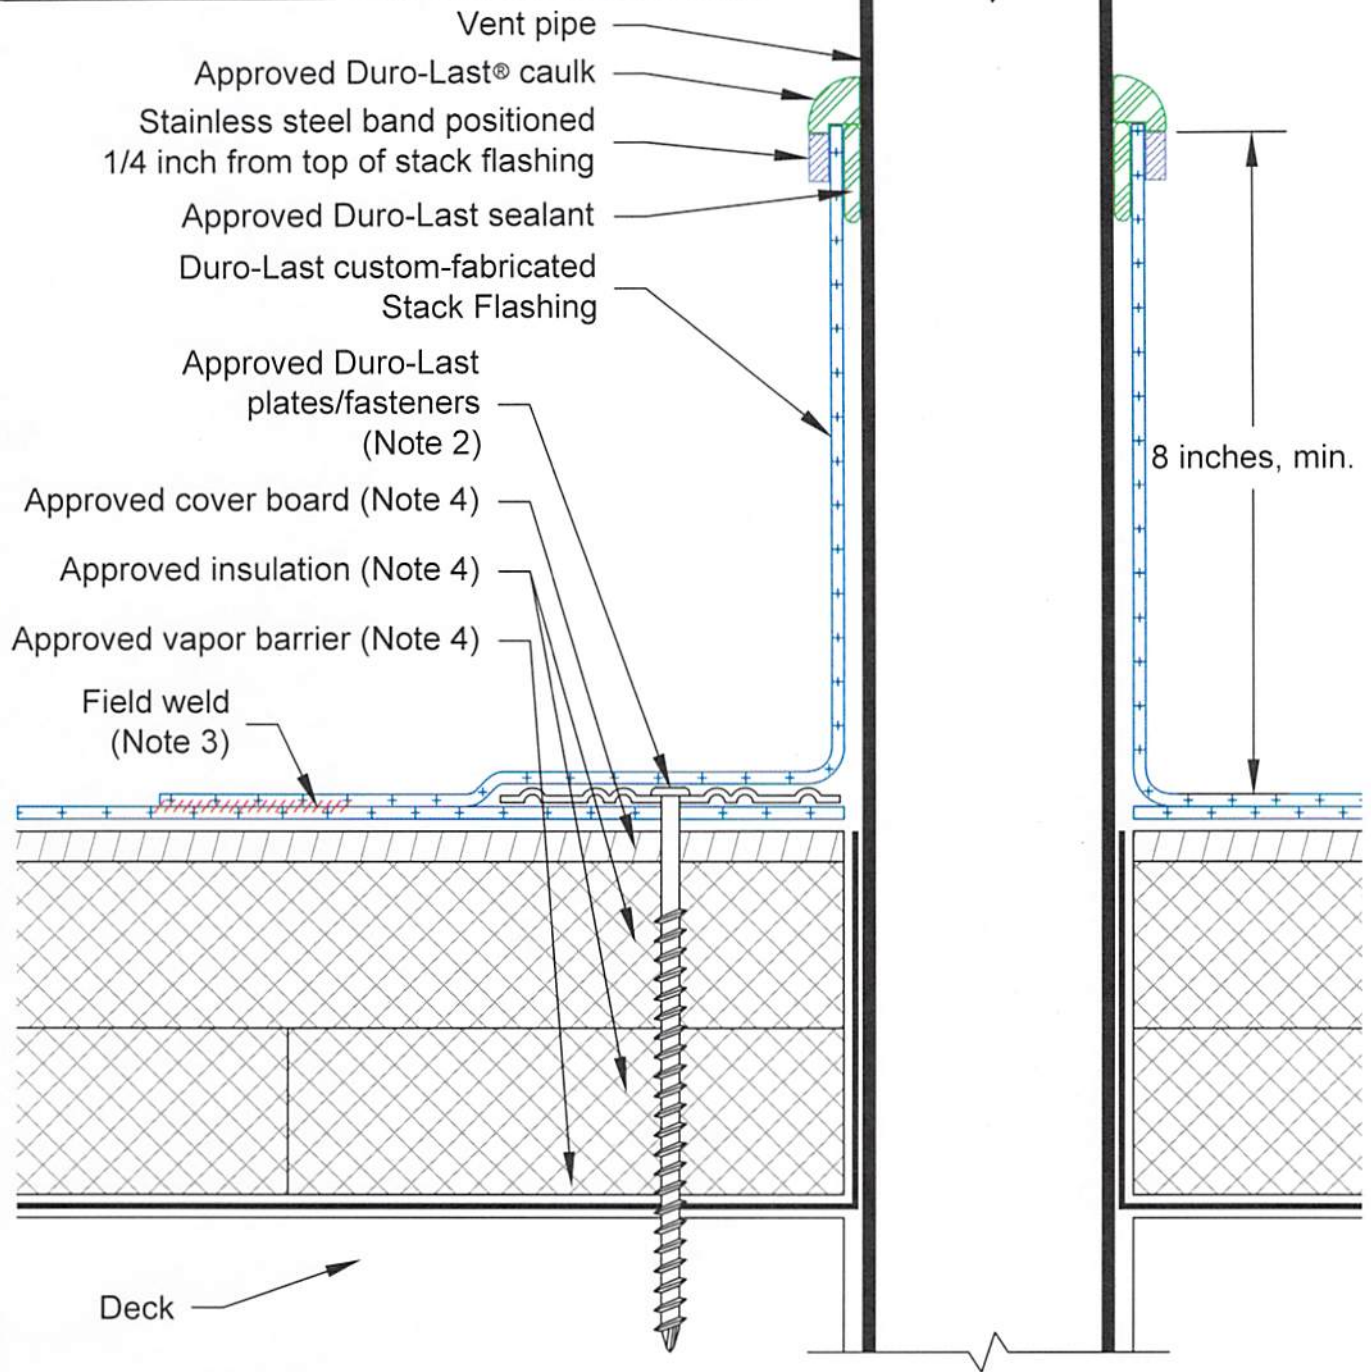 Vent pipe
Approved Duro-Last® caulk
Stainless steel band positioned
1/4 inch from top of stack flashing
Approved Duro-Last sealant
Duro-Last custom-fabricated
Stack Flashing
Approved Duro-Last
plates/fasteners
(Note 2)
8 inches, min.
Approved cover board (Note 4)
Approved insulation (Note 4)
Approved vapor barrier (Note 4)
Field weld
(Note 3)
Deck